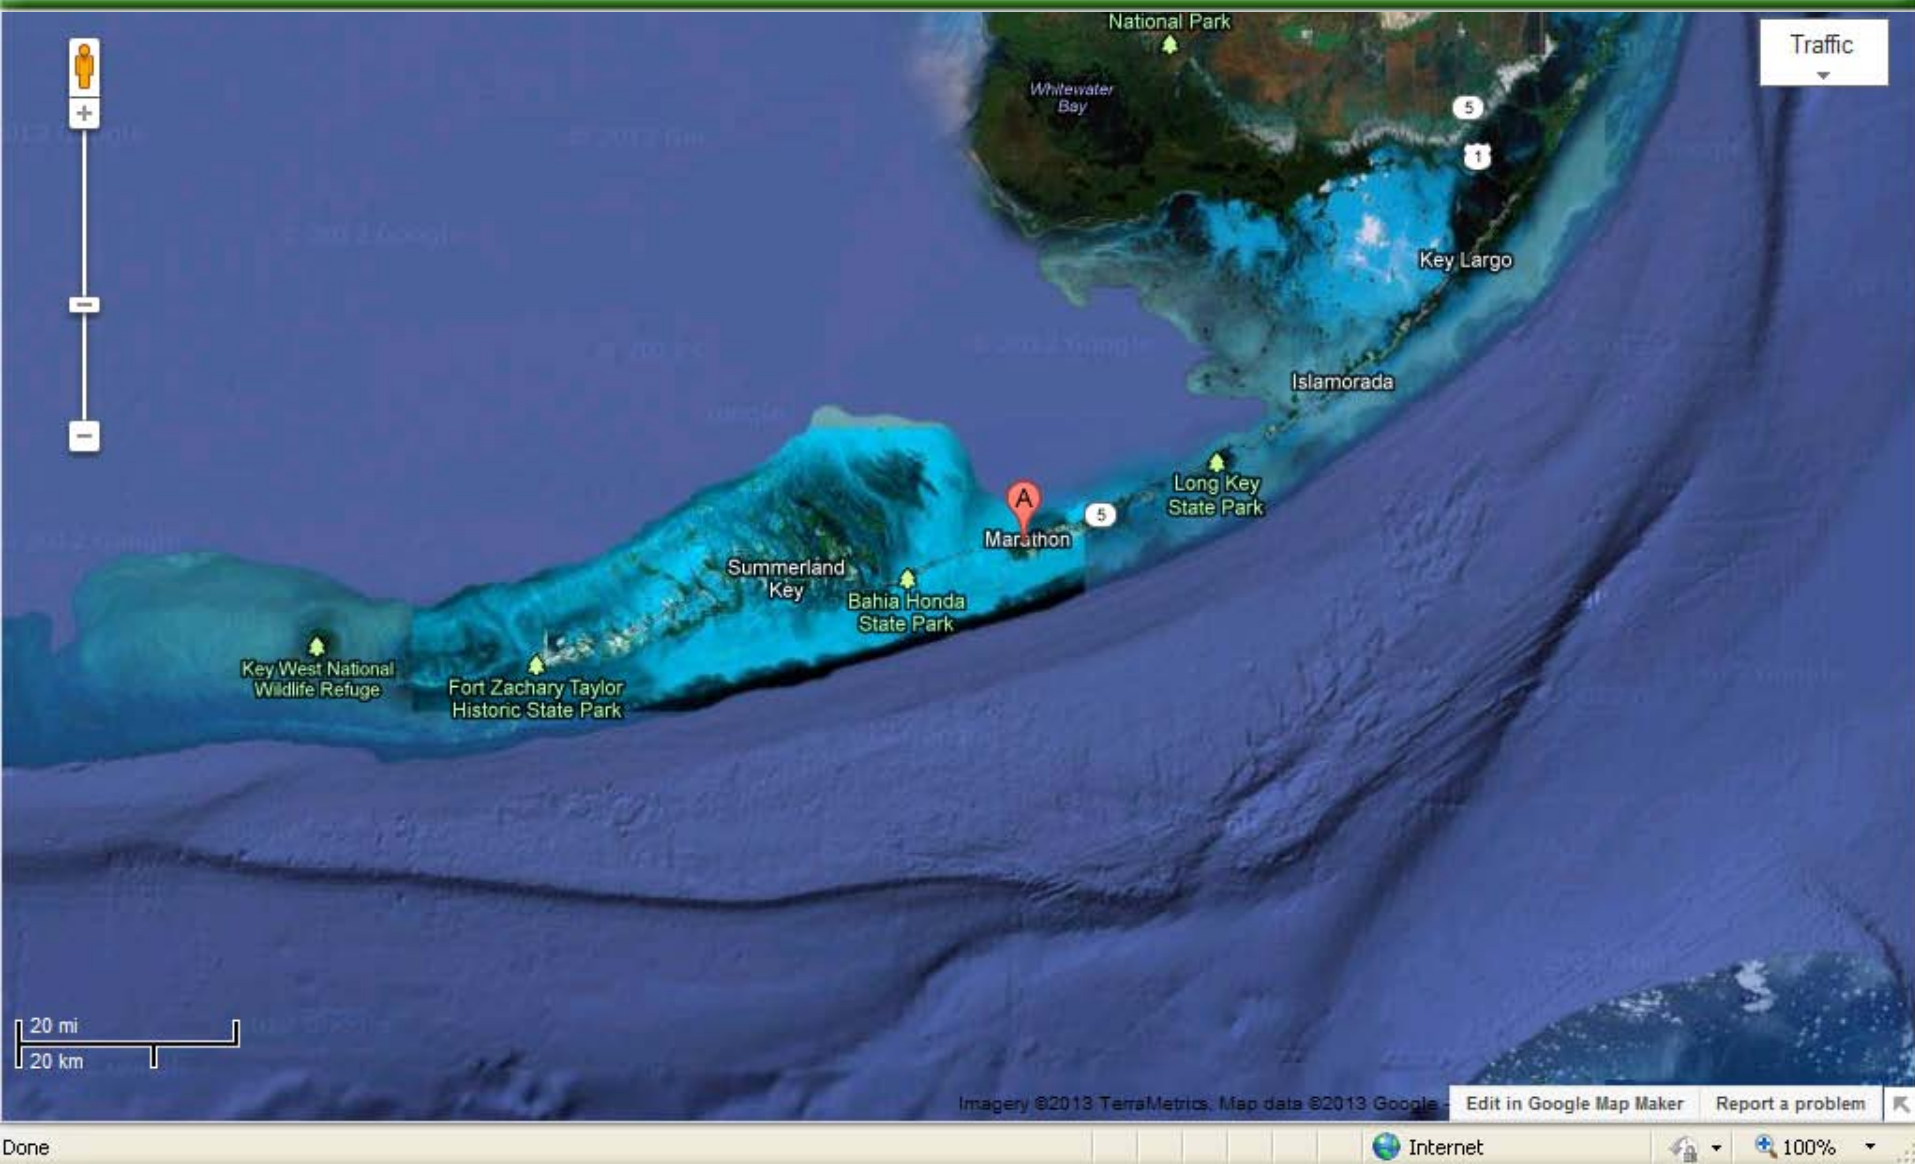 National Park
Traffic
+
Whitewater
Bay
5
1
Key Largo
Islamorada
Long Key
State Park
A
5
Marathon
Summerland
Key
Bahia Honda
State Park
Key West National
Wildlife Refuge
Fort Zachary Taylor
Historic State Park
20 mi
20 km
Imagery ©2013 TerraMetrics, Map data ©2013 Google -
Edit in Google Map Maker
Report a problem
Done
Internet
100%